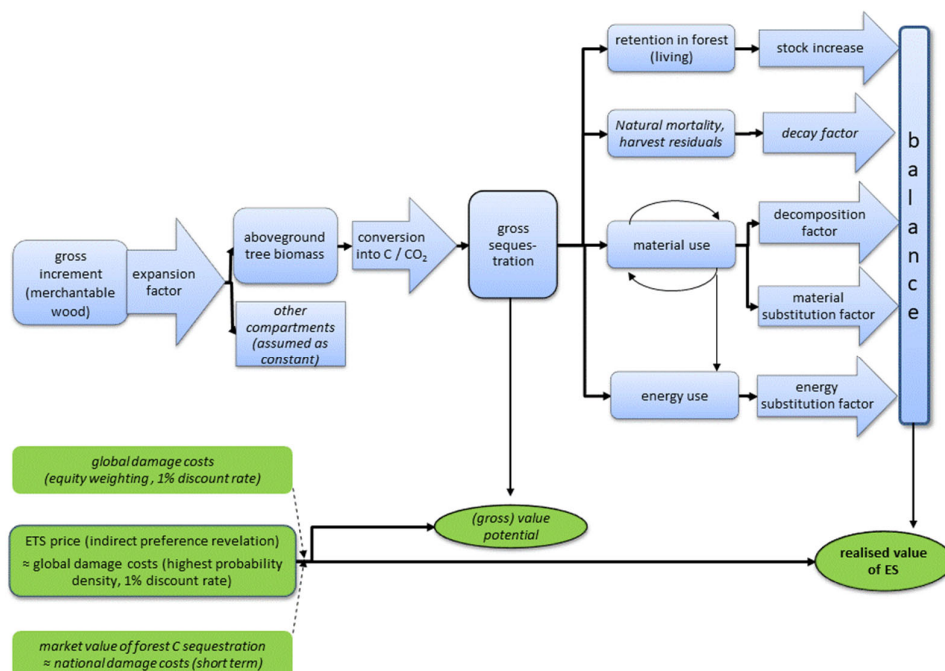 retention in forest
(living)
stock increase
Natural mortality,
harvest residuals
decay factor
gross
increment
(merchantable
wood)
expansion
factor
aboveground
tree biomass
other
compartments
(assumed as
constant)
conversion
into C / CO₂
gross
seques-
tration
material use
decomposition
factor
material
substitution factor
energy use
energy
substitution factor
balance
global damage costs
(equity weighting , 1% discount rate)
ETS price (indirect preference revelation)
≈ global damage costs (highest probability
density, 1% discount rate)
market value of forest C sequestration
≈ national damage costs (short term)
(gross) value
potential
realised value
of ES